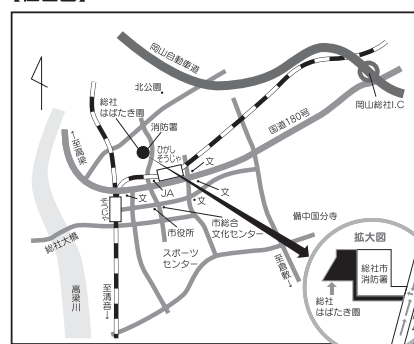 岡山自動車道
北公園
岡山総社I.C
総社
はばたき園
消防署
国道180号
←至高梁
ひがし
そうじゃ
文
文
JA
文
文
そうじゃ
備中国分寺
市役所
市総合
文化センター
総社大橋
スポーツ
センター
至倉敷→
高梁川
至清音→
拡大図
総社市
消防署
総社
はばたき園